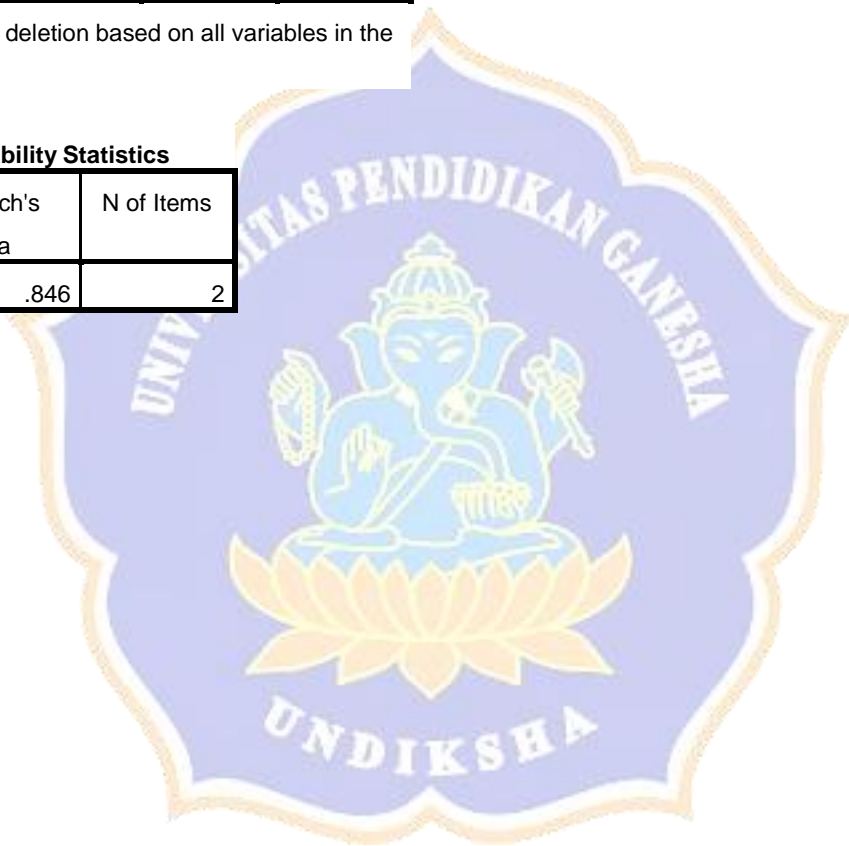 deletion based on all variables in the
bility Statistics
ch's N of Items
a
.846 2
UNIVERSITAS PENDIDIKAN GANESHA
UNDIKSHA